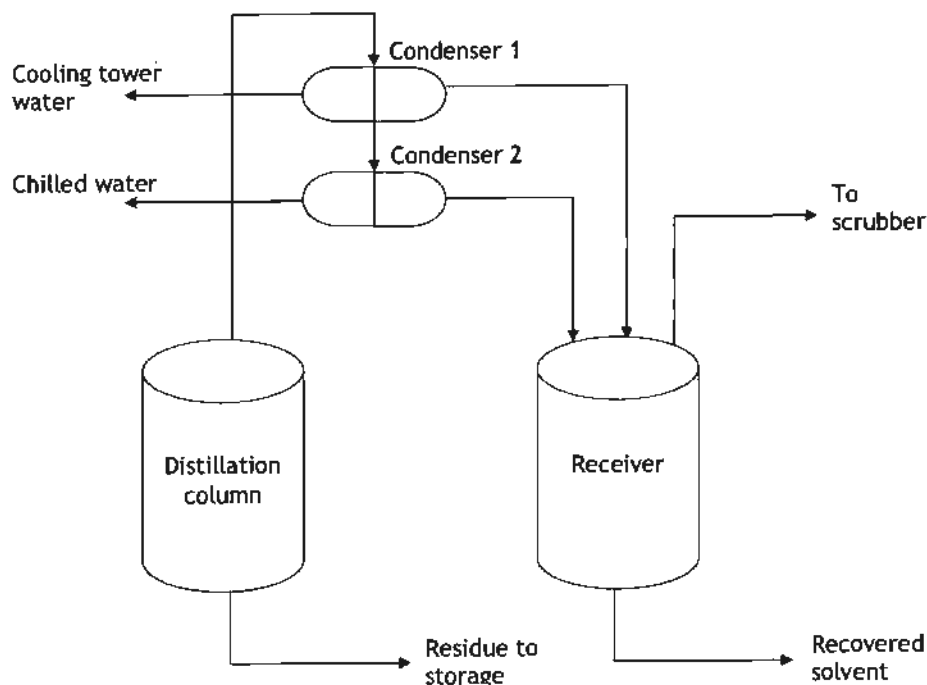 Condenser 1
Cooling tower
water
Condenser 2
Chilled water
To
scrubber
Distillation
column
Receiver
Residue to
storage
Recovered
solvent